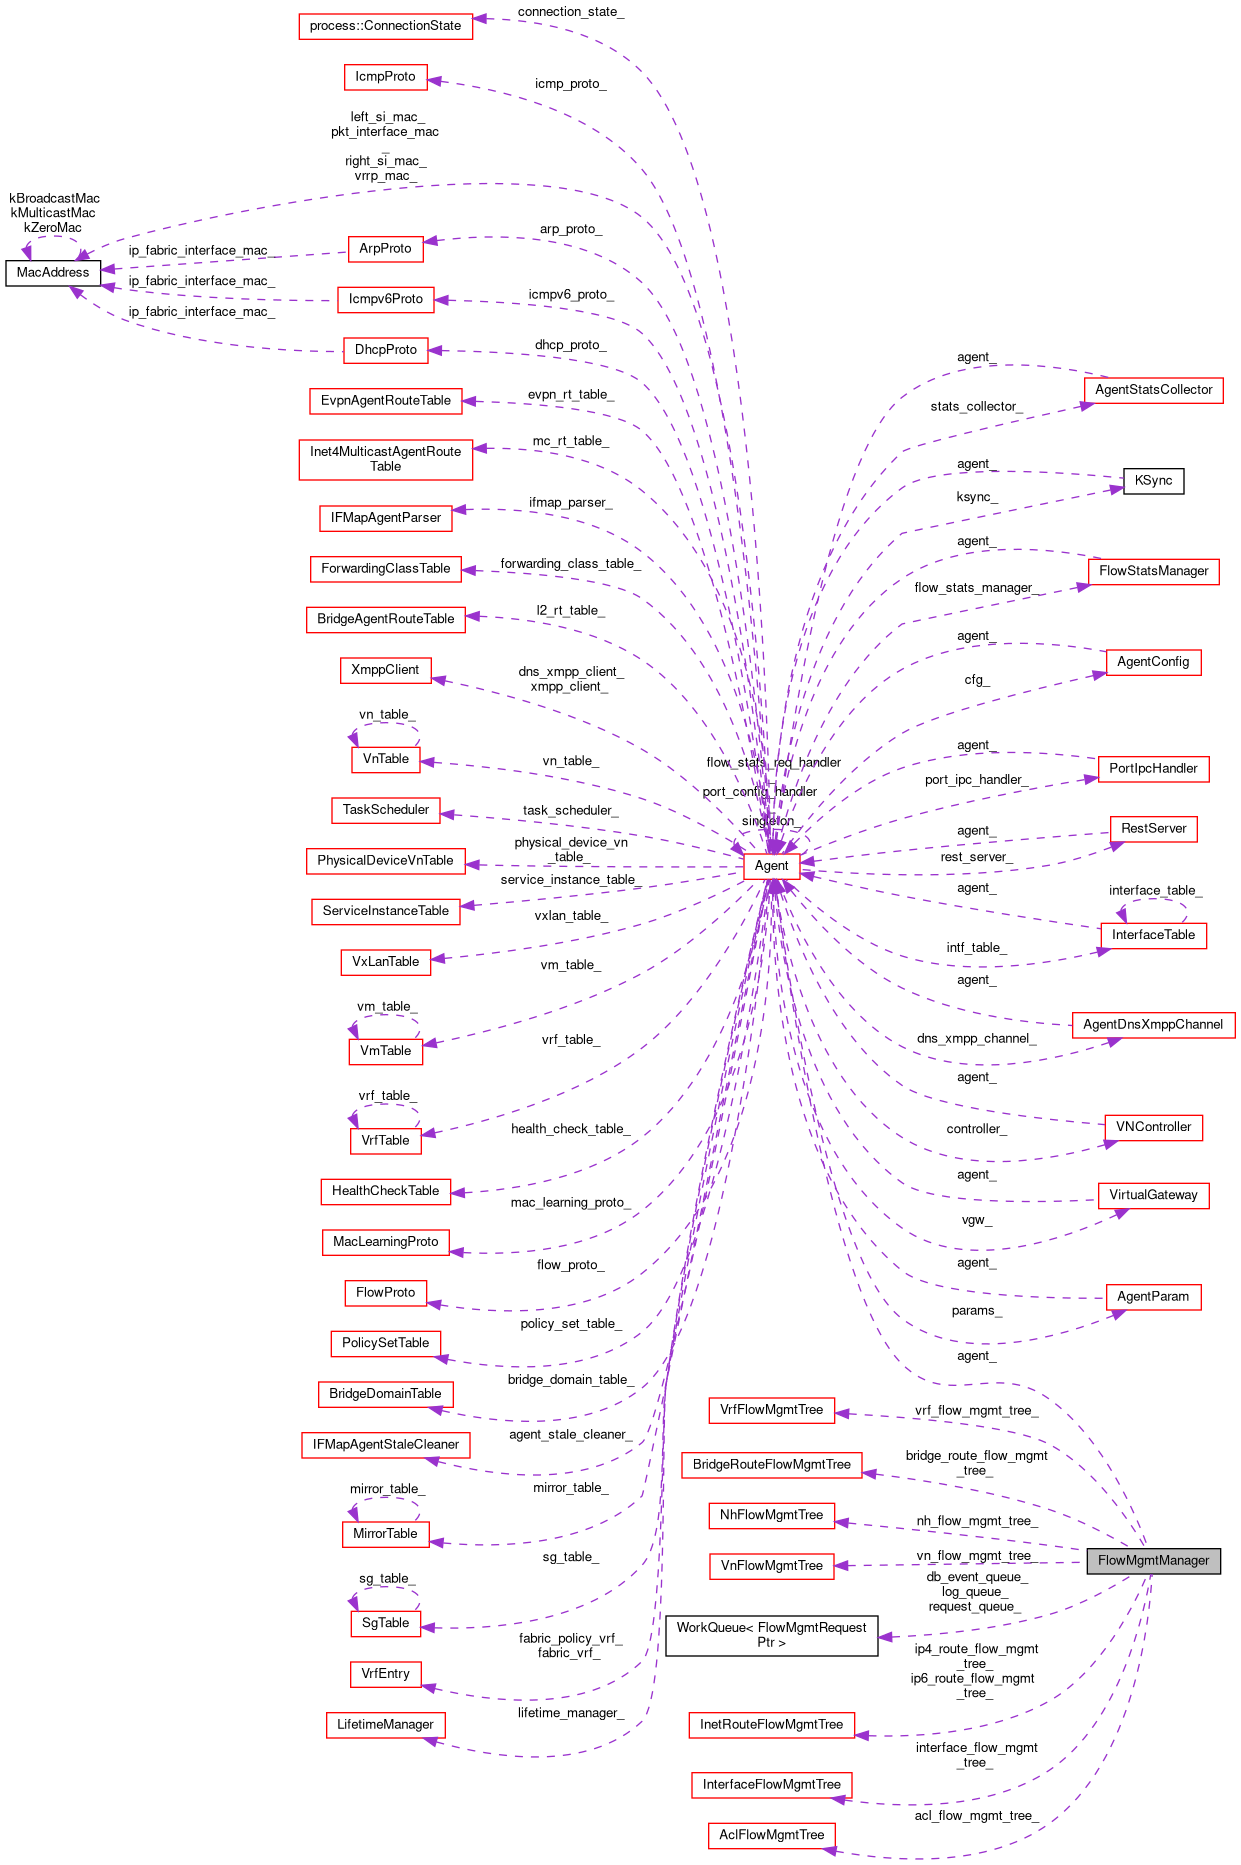 connection_state_
process::ConnectionState
IcmpProto
icmp_proto_
left_si_mac_
pkt_interface_mac
_
right_si_mac_
vrrp_mac_
kBroadcastMac
kMulticastMac
kZeroMac
MacAddress
ip_fabric_interface_mac_
ArpProto
arp_proto_
ip_fabric_interface_mac_
Icmpv6Proto
icmpv6_proto_
ip_fabric_interface_mac_
DhcpProto
dhcp_proto_
EvpnAgentRouteTable
evpn_rt_table_
Inet4MulticastAgentRoute
Table
mc_rt_table_
IFMapAgentParser
ifmap_parser_
ForwardingClassTable
forwarding_class_table_
BridgeAgentRouteTable
l2_rt_table_
XmppClient
dns_xmpp_client_
xmpp_client_
vn_table_
VnTable
vn_table_
TaskScheduler
task_scheduler_
PhysicalDeviceVnTable
physical_device_vn
_table_
ServiceInstanceTable
service_instance_table_
VxLanTable
vxlan_table_
vm_table_
VmTable
vm_table_
vrf_table_
VrfTable
vrf_table_
HealthCheckTable
health_check_table_
MacLearningProto
mac_learning_proto_
FlowProto
flow_proto_
PolicySetTable
policy_set_table_
BridgeDomainTable
bridge_domain_table_
IFMapAgentStaleCleaner
agent_stale_cleaner_
mirror_table_
MirrorTable
mirror_table_
sg_table_
SgTable
sg_table_
VrfEntry
fabric_policy_vrf_
fabric_vrf_
LifetimeManager
lifetime_manager_
flow_stats_req_handler
_
port_config_handler
_
singleton_
Agent
agent_
AgentStatsCollector
stats_collector_
agent_
KSync
ksync_
agent_
FlowStatsManager
flow_stats_manager_
agent_
AgentConfig
cfg_
agent_
PortIpcHandler
port_ipc_handler_
agent_
RestServer
rest_server_
agent_
interface_table_
InterfaceTable
intf_table_
agent_
AgentDnsXmppChannel
dns_xmpp_channel_
agent_
VNController
controller_
agent_
VirtualGateway
vgw_
agent_
AgentParam
params_
agent_
VrfFlowMgmtTree
vrf_flow_mgmt_tree_
BridgeRouteFlowMgmtTree
bridge_route_flow_mgmt
_tree_
NhFlowMgmtTree
nh_flow_mgmt_tree_
FlowMgmtManager
VnFlowMgmtTree
vn_flow_mgmt_tree_
db_event_queue_
log_queue_
request_queue_
WorkQueue< FlowMgmtRequest
Ptr >
ip4_route_flow_mgmt
_tree_
ip6_route_flow_mgmt
_tree_
InetRouteFlowMgmtTree
interface_flow_mgmt
_tree_
InterfaceFlowMgmtTree
acl_flow_mgmt_tree_
AclFlowMgmtTree